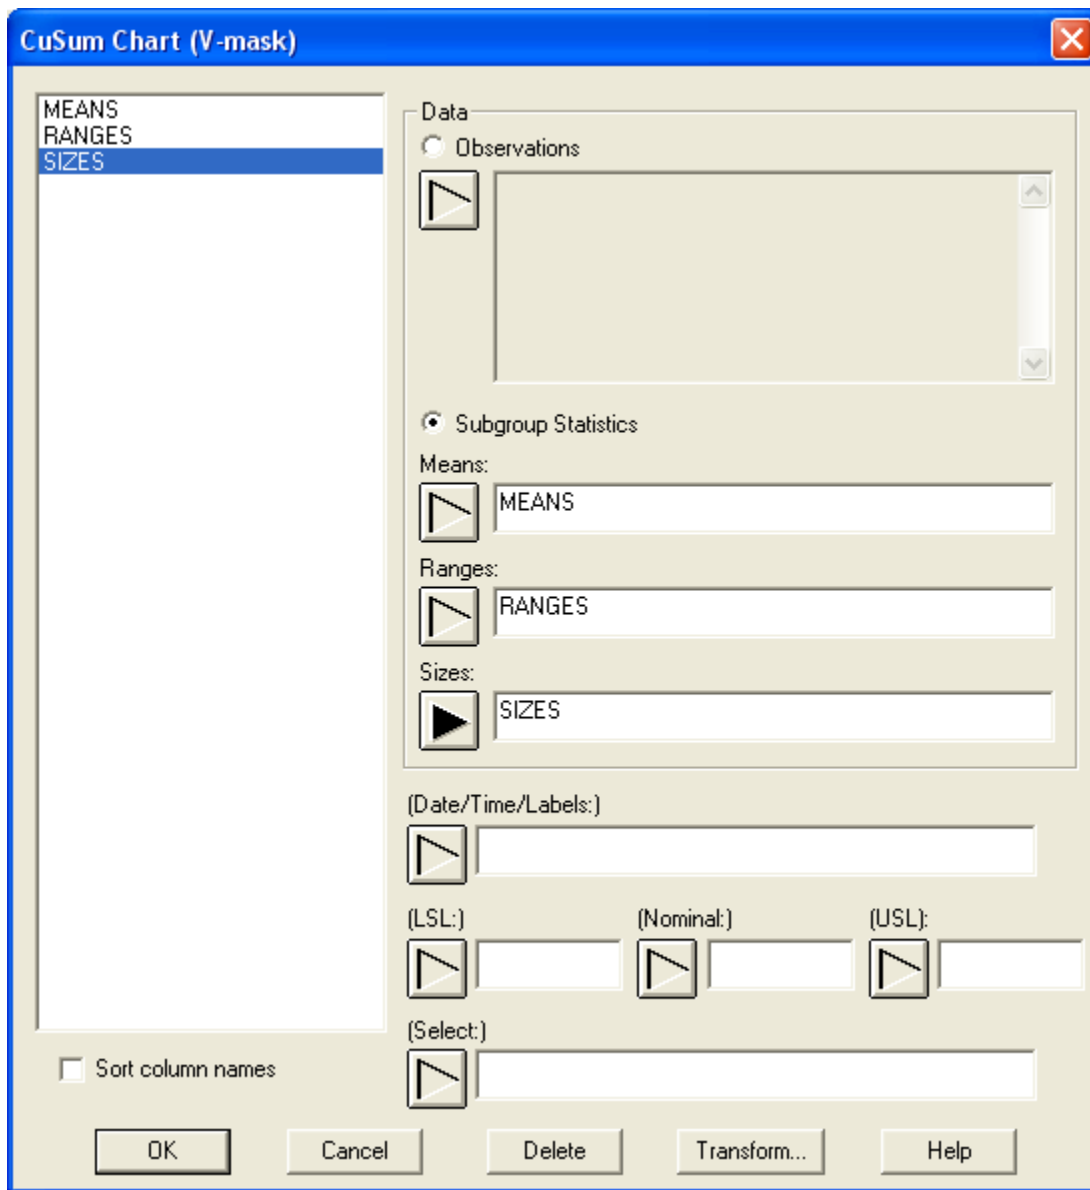 CuSum Chart (V-mask)
MEANS
RANGES
SIZES
Sort column names
Data
Observations
Subgroup Statistics
Means:
MEANS
Ranges:
RANGES
Sizes:
SIZES
(Date/Time/Labels:)
(LSL:) (Nominal:) (USL):
(Select:)
OK Cancel Delete Transform... Help